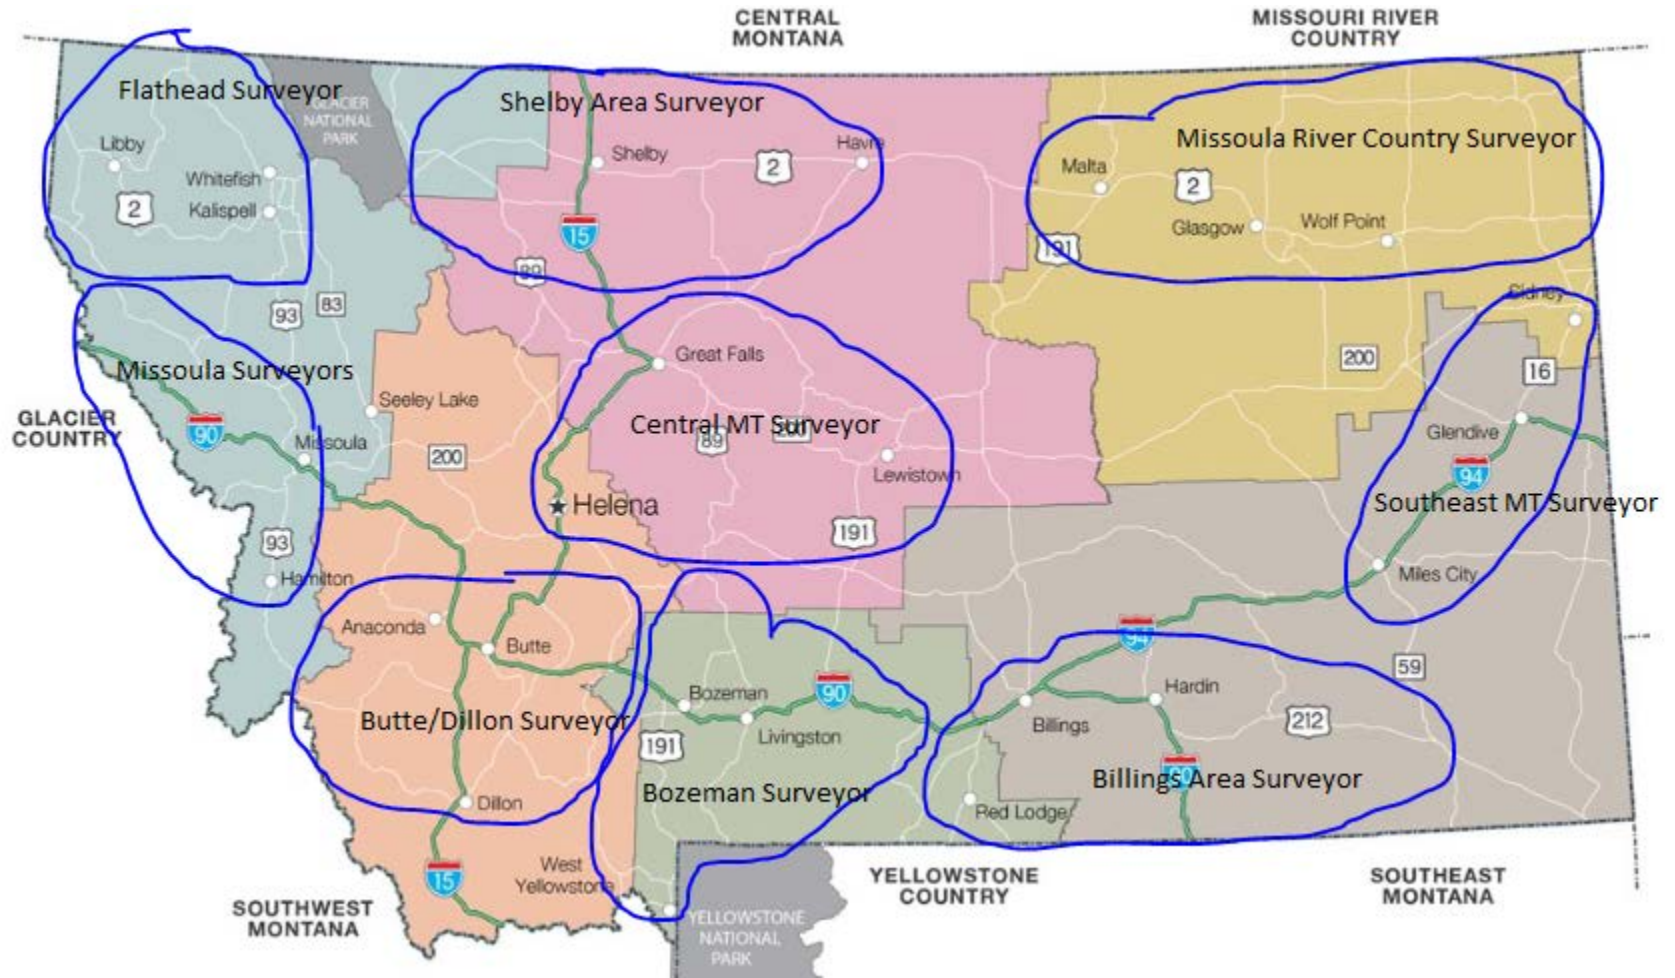 CENTRAL
MONTANA
MISSOURI RIVER
COUNTRY
Flathead Surveyor
GLACIER
NATIONAL
PARK
Shelby Area Surveyor
Missoula River Country Surveyor
Libby
Whitefish
Kalispell
2
Shelby
Havre
2
15
89
Malta
2
Glasgow
Wolf Point
191
Sidney
93
83
Missoula Surveyors
Seeley Lake
GLACIER
COUNTRY
90
Missoula
200
Great Falls
Central MT Surveyor
89
Lewistown
Helena
191
200
16
Glendive
94
Southeast MT Surveyor
Miles City
93
Hamilton
Anaconda
Butte
Butte/Dillon Surveyor
Dillon
15
West
Yellowstone
SOUTHWEST
MONTANA
Bozeman
90
Livingston
191
Bozeman Surveyor
94
59
Hardin
Billings
212
90
Billings Area Surveyor
Red Lodge
YELLOWSTONE
COUNTRY
SOUTHEAST
MONTANA
YELLOWSTONE
NATIONAL
PARK